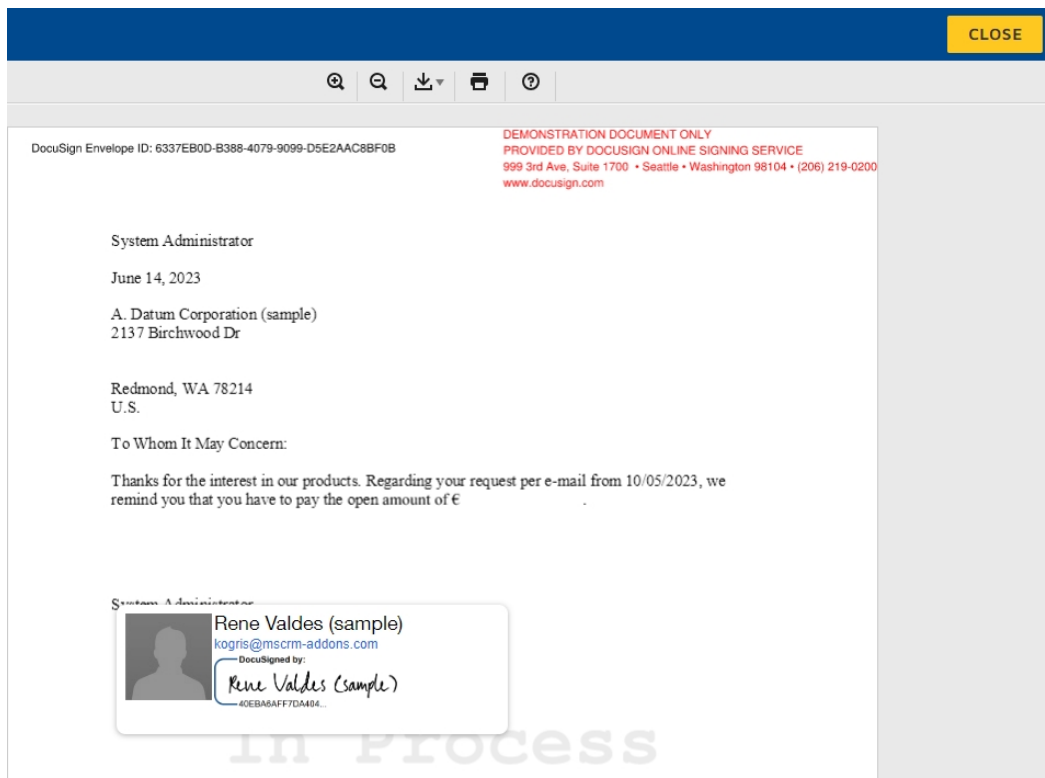 CLOSE
DocuSign Envelope ID: 6337EB0D-B388-4079-9099-D5E2AAC8BF0B
DEMONSTRATION DOCUMENT ONLY
PROVIDED BY DOCUSIGN ONLINE SIGNING SERVICE
999 3rd Ave, Suite 1700 • Seattle • Washington 98104 • (206) 219-0200
www.docusign.com
System Administrator
June 14, 2023
A. Datum Corporation (sample)
2137 Birchwood Dr
Redmond, WA 78214
U.S.
To Whom It May Concern:
Thanks for the interest in our products. Regarding your request per e-mail from 10/05/2023, we
remind you that you have to pay the open amount of € .
System Administrator
Rene Valdes (sample)
kogris@mscrm-addons.com
DocuSigned by:
Rene Valdes (sample)
40EBA6AFF7DA404...
In Process